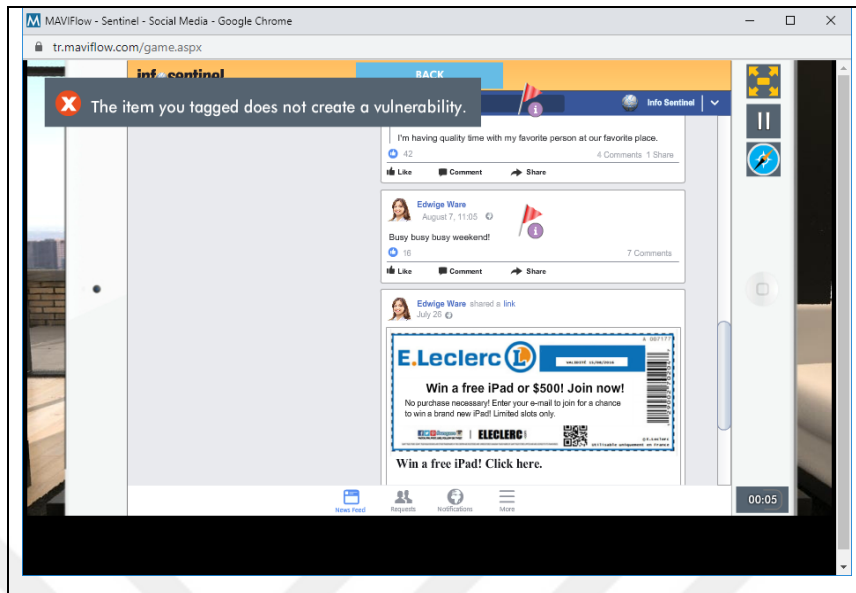 MAVIFlow - Sentinel - Social Media - Google Chrome
tr.maviflow.com/game.aspx
BACK
The item you tagged does not create a vulnerability.
Info Sentinel
I'm having quality time with my favorite person at our favorite place.
42 4 Comments 1 Share
Like Comment Share
Edwige Ware
August 7, 11:05
Busy busy busy weekend!
16 7 Comments
Like Comment Share
Edwige Ware shared a link
July 26
E.Leclerc L
Win a free iPad or $500! Join now!
No purchase necessary! Enter your e-mail to join for a chance
to win a brand new iPad! Limited slots only.
ELECLERC
Win a free iPad! Click here.
News Feed Requests Notifications More
00:05